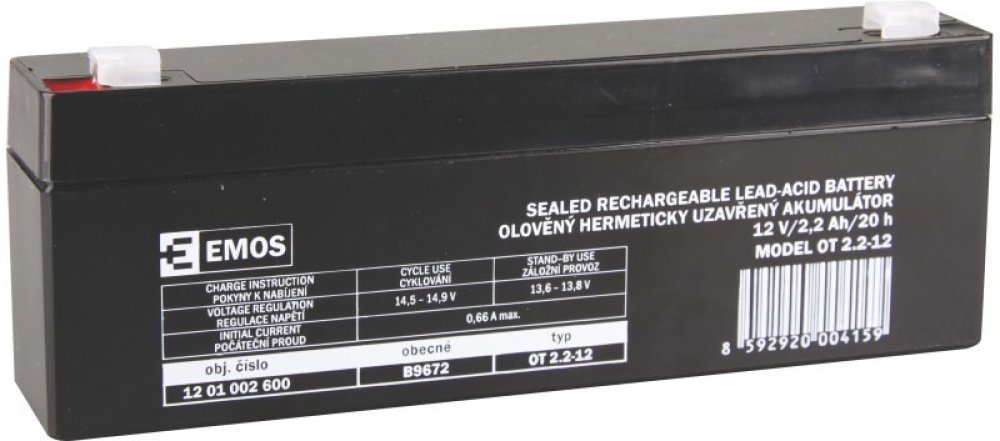 SEALED RECHARGEABLE LEAD-ACID BATTERY
OLOVĚNÝ HERMETICKY UZAVŘENÝ AKUMULÁTOR
12 V/2,2 Ah/20 h
MODEL OT 2.2-12
EMOS
CHARGE INSTRUCTION
POKYNY K NABÍJENÍ
CYCLE USE
CYKLOVÁNÍ
STAND-BY USE
ZÁLOŽNÍ PROVOZ
VOLTAGE REGULATION
REGULACE NAPĚTÍ
14,5 – 14,9 V
13,6 – 13,8 V
INITIAL CURRENT
POČÁTEČNÍ PROUD
0,66 A max.
obj. číslo
obecné
typ
12 01 002 600
B9672
OT 2.2-12
8 592920 004159